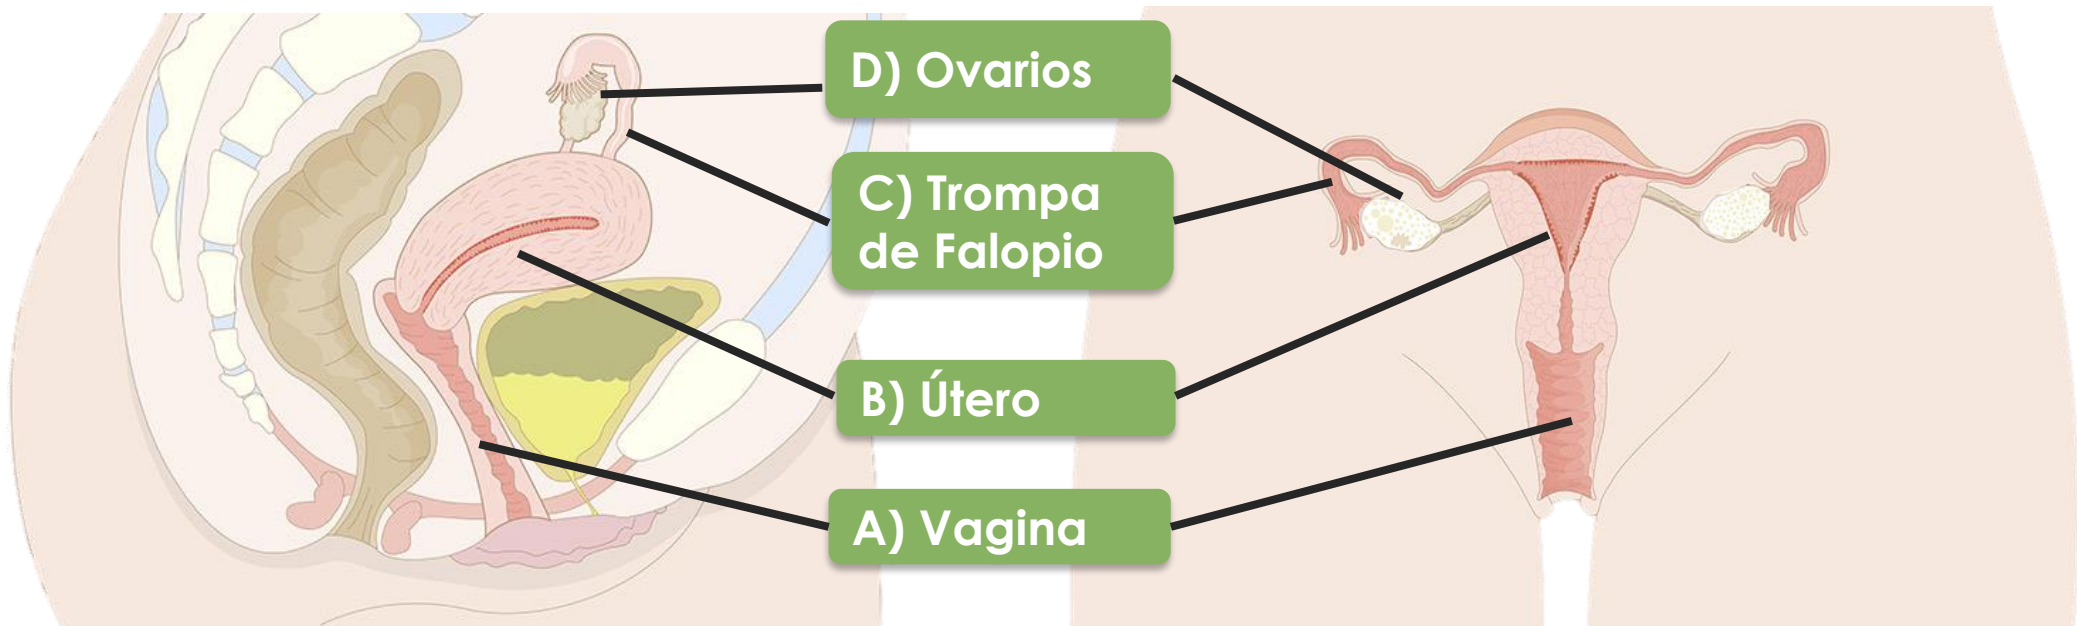 D) Ovarios
C) Trompa
de Falopio
B) Útero
A) Vagina